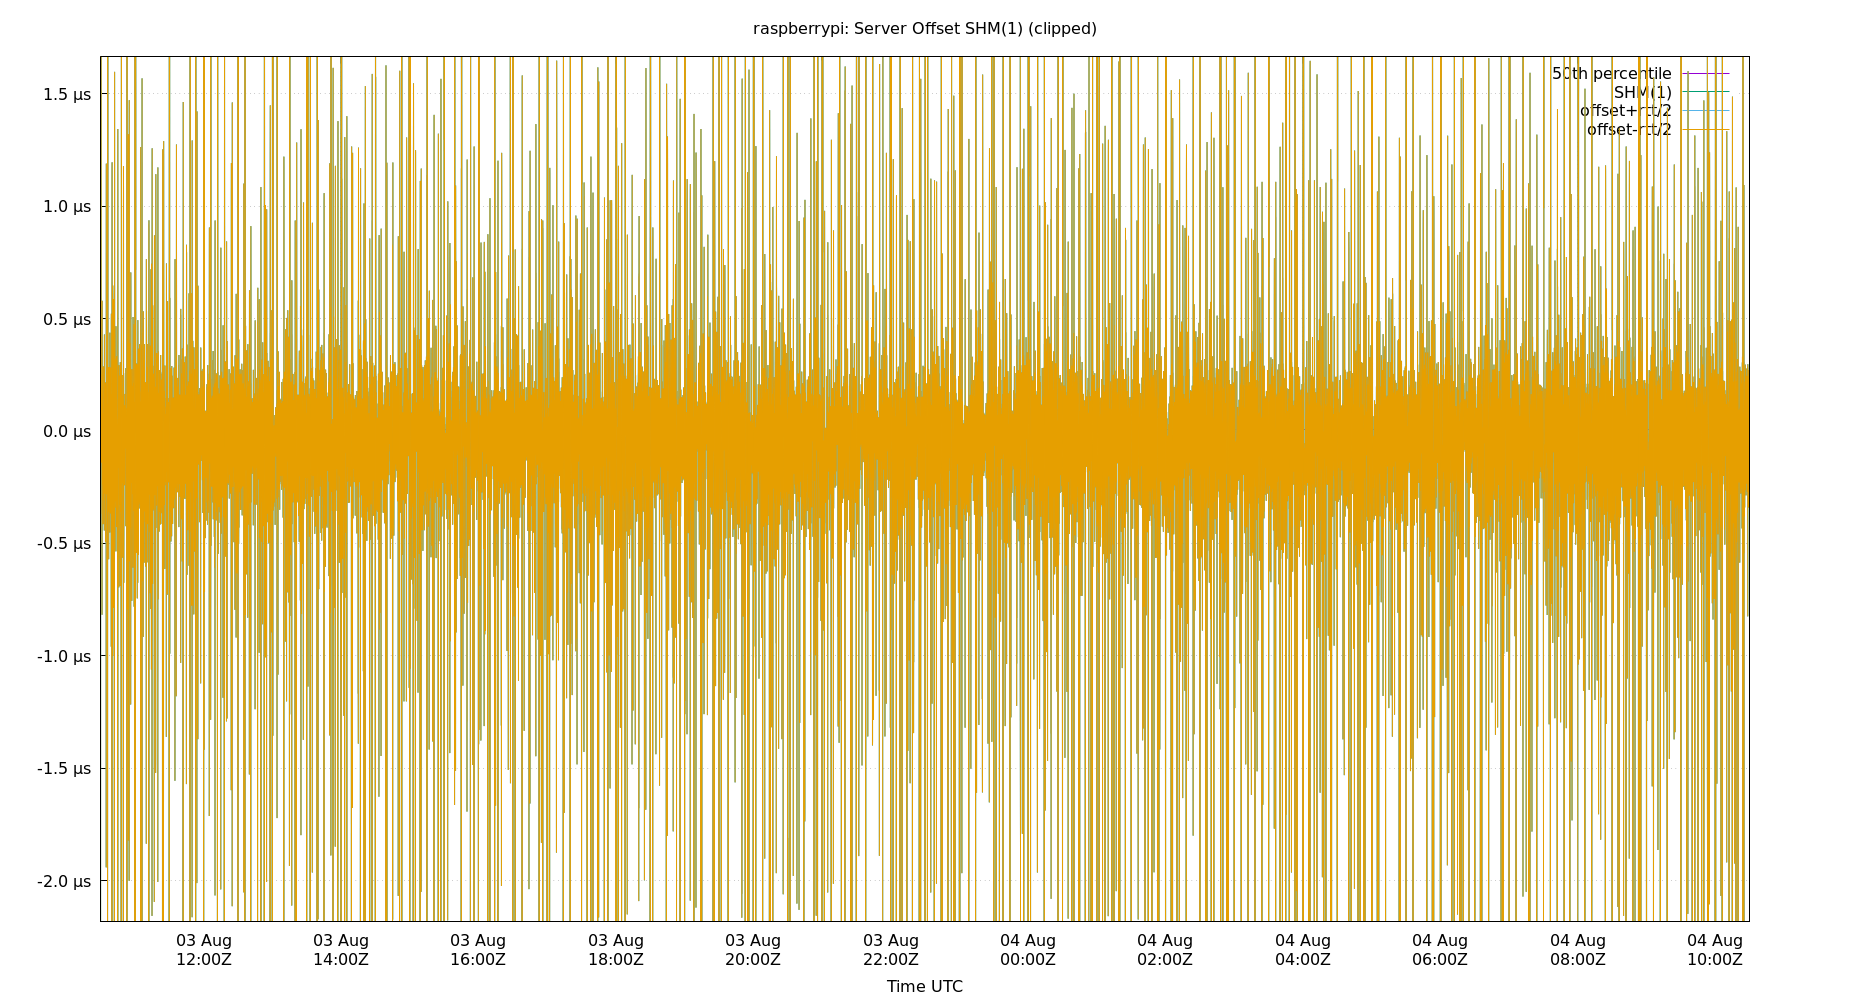 raspberrypi: Server Offset SHM(1) (clipped)
50th percentile
SHM(1)
offset+rtt/2
offset-rtt/2
1.5 µs
1.0 µs
0.5 µs
0.0 µs
-0.5 µs
-1.0 µs
-1.5 µs
-2.0 µs
03 Aug 03 Aug 03 Aug 03 Aug 03 Aug 03 Aug 04 Aug 04 Aug 04 Aug 04 Aug 04 Aug 04 Aug
12:00Z 14:00Z 16:00Z 18:00Z 20:00Z 22:00Z 00:00Z 02:00Z 04:00Z 06:00Z 08:00Z 10:00Z
Time UTC